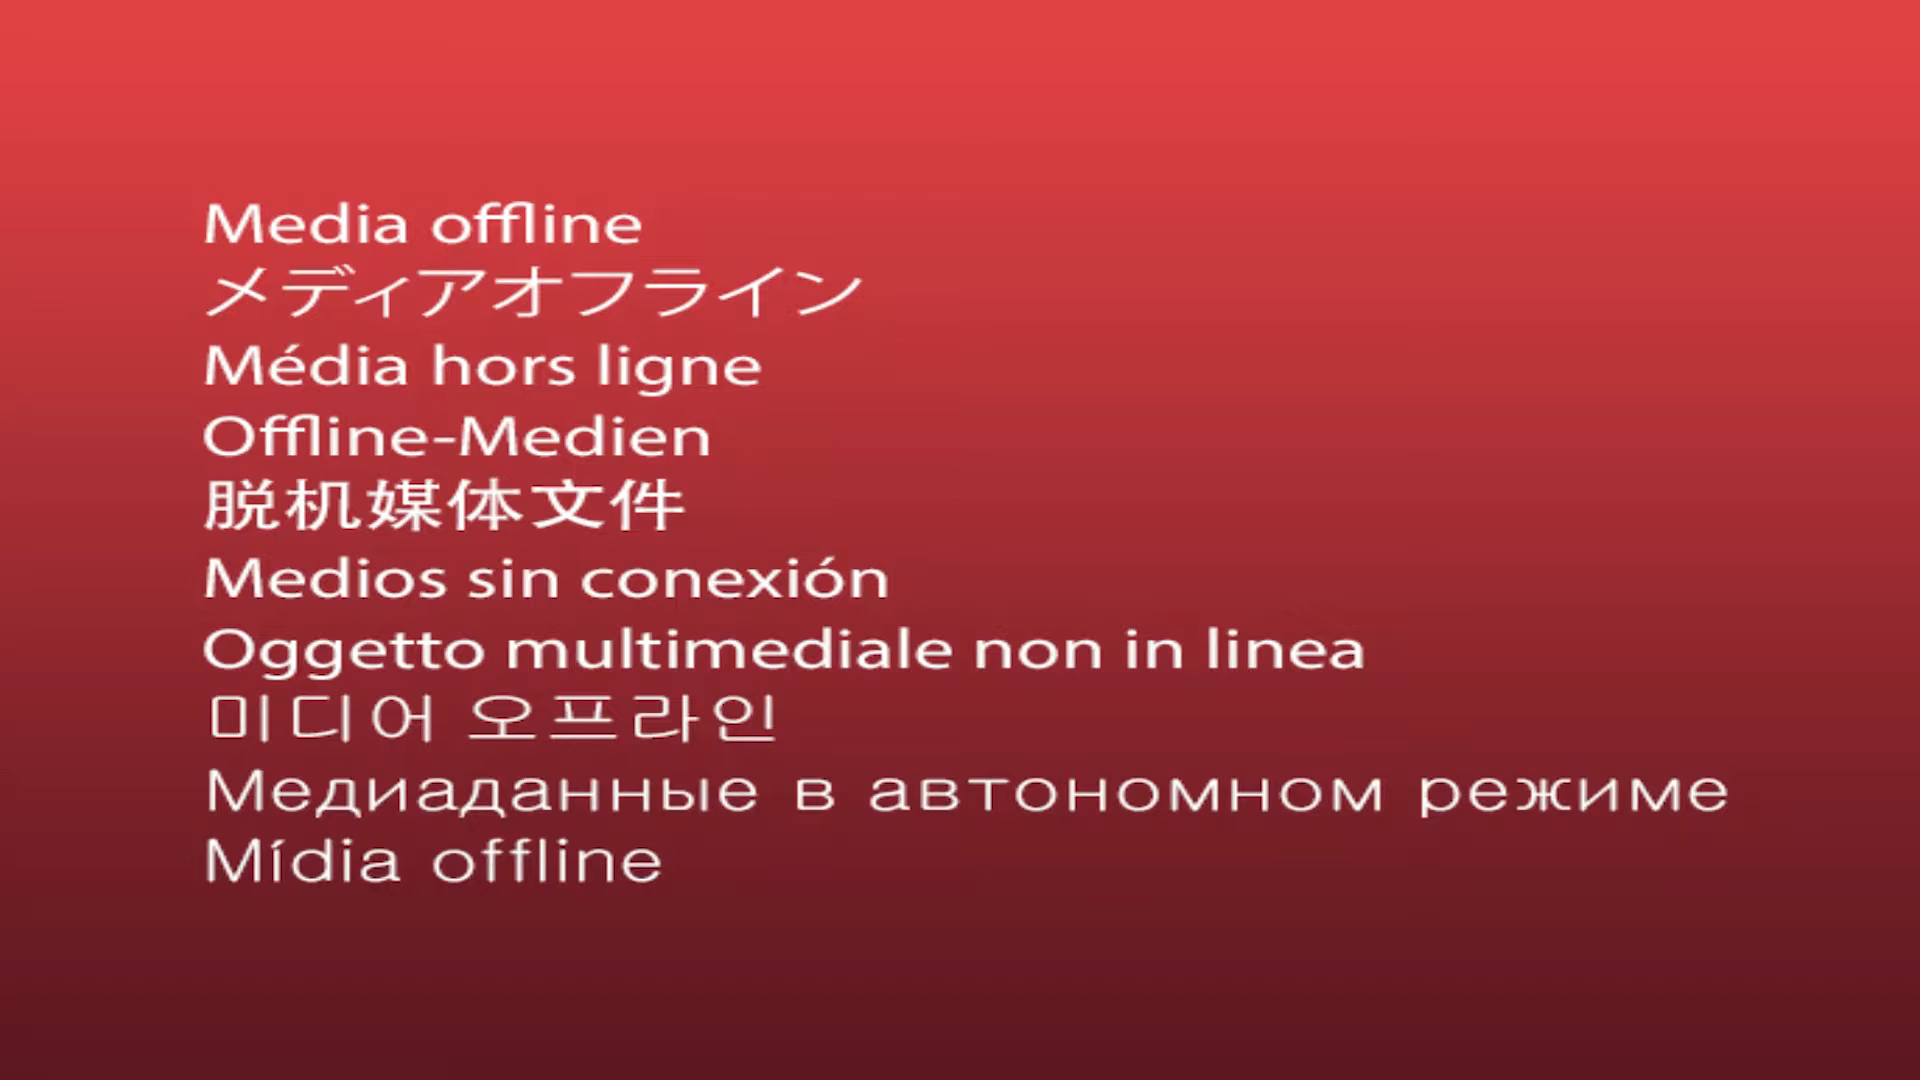 Media offline
メディアオフライン
Média hors ligne
Offline-Medien
脱机媒体文件
Medios sin conexión
Oggetto multimediale non in linea
미디어 오프라인
Медиаданные в автономном режиме
Mídia offline